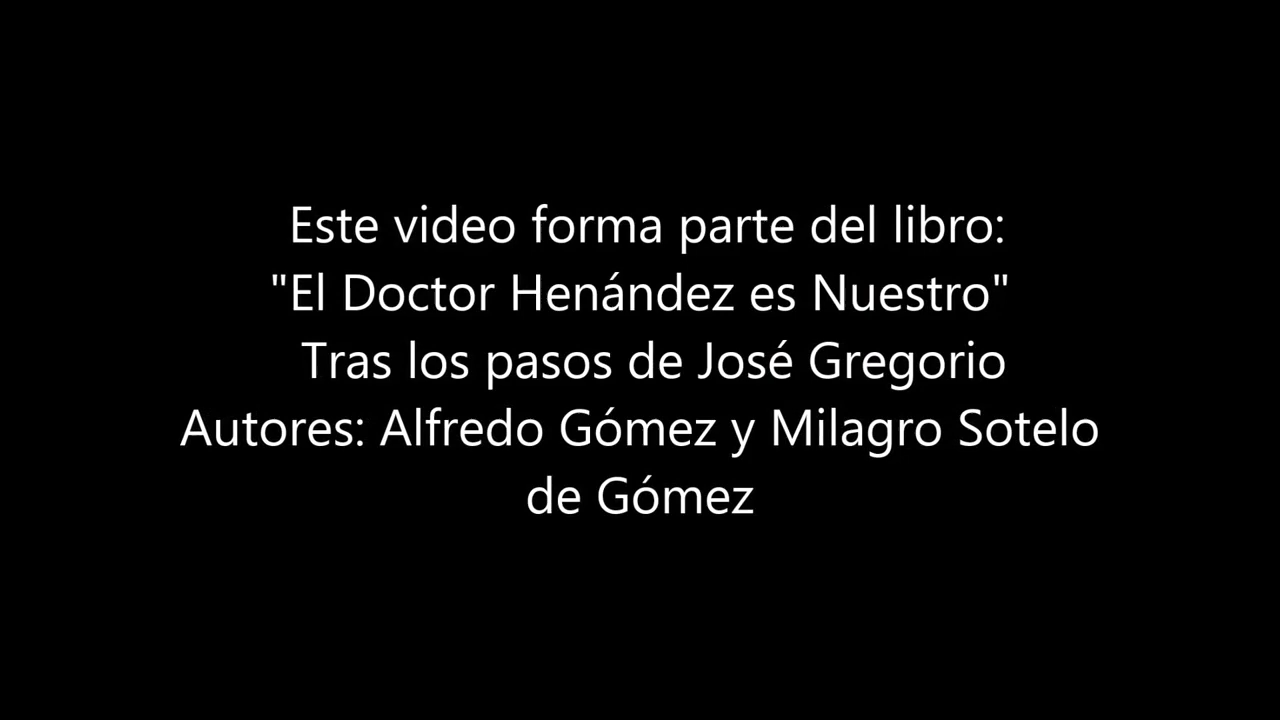 Este video forma parte del libro:
"El Doctor Henández es Nuestro"
Tras los pasos de José Gregorio
Autores: Alfredo Gómez y Milagro Sotelo
de Gómez